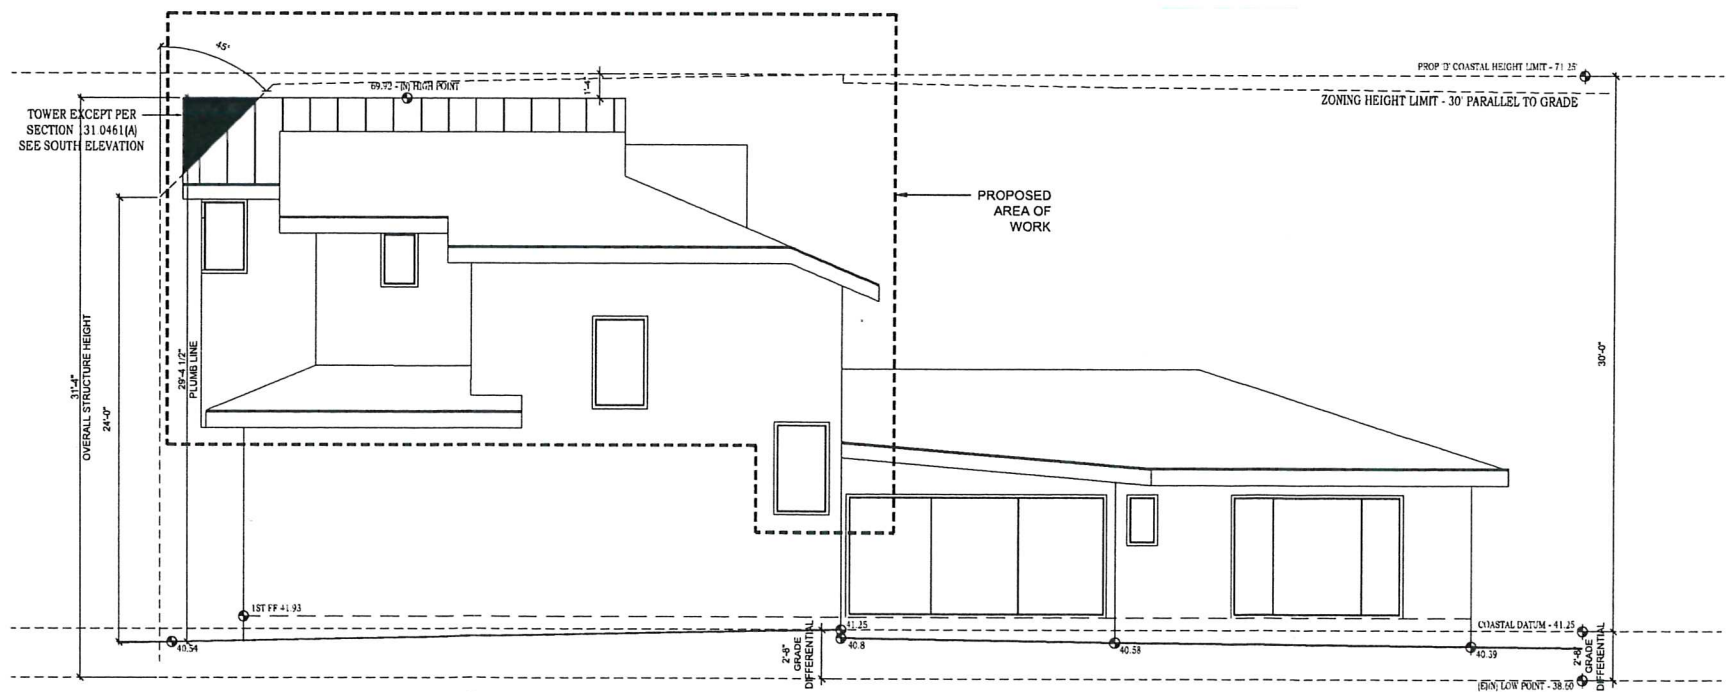 45°
PROP 'D' COASTAL HEIGHT LIMIT - 71.25'
69.92 - (N) HIGH POINT
1'-4"
ZONING HEIGHT LIMIT - 30' PARALLEL TO GRADE
TOWER EXCEPT PER
SECTION 131.0461(A)
SEE SOUTH ELEVATION
PROPOSED
AREA OF
WORK
31'-4"
OVERALL STRUCTURE HEIGHT
24'-0"
29'-4 1/2"
PLUMB LINE
30'-0"
1ST FF 41.93
41.25
COASTAL DATUM - 41.25
40.54
40.8
40.58
40.39
2'-8"
GRADE
DIFFERENTIAL
2'-8"
GRADE
DIFFERENTIAL
LOW POINT - 38.60